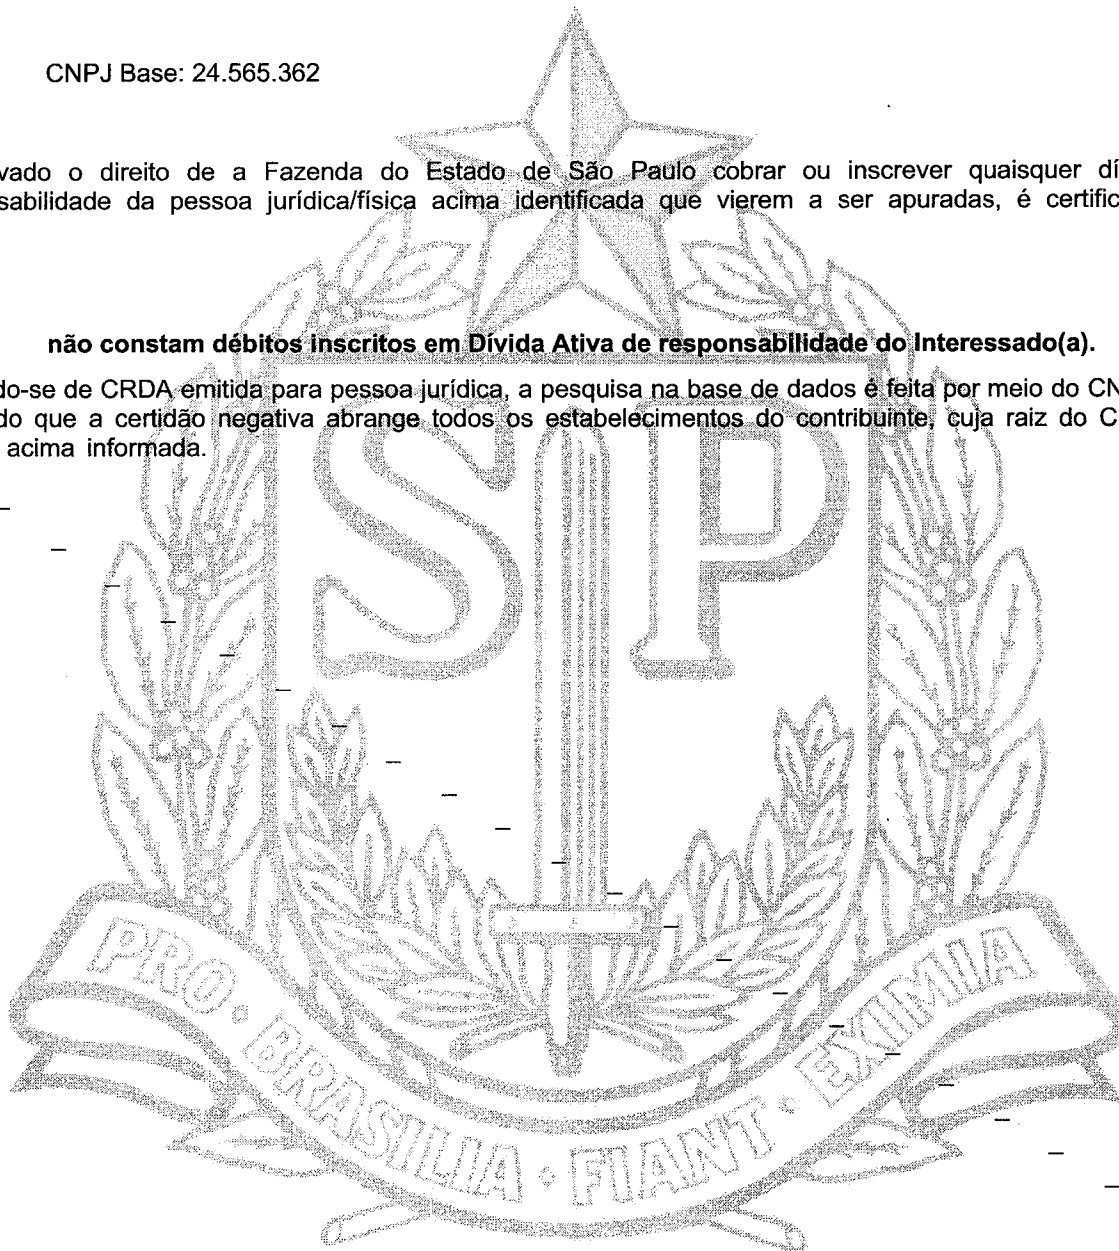 CNPJ Base: 24.565.362
vado o direito de a Fazenda do Estado de São Paulo cobrar ou inscrever quaisquer dí
sabilidade da pessoa jurídica/física acima identificada que vierem a ser apuradas, é certific
não constam débitos inscritos em Dívida Ativa de responsabilidade do Interessado(a).
do-se de CRDA emitida para pessoa jurídica, a pesquisa na base de dados é feita por meio do CN
do que a certidão negativa abrange todos os estabelecimentos do contribuinte, cuja raiz do C
acima informada.
SP
PRO · BRASILIA · FIANT · EXIMIA